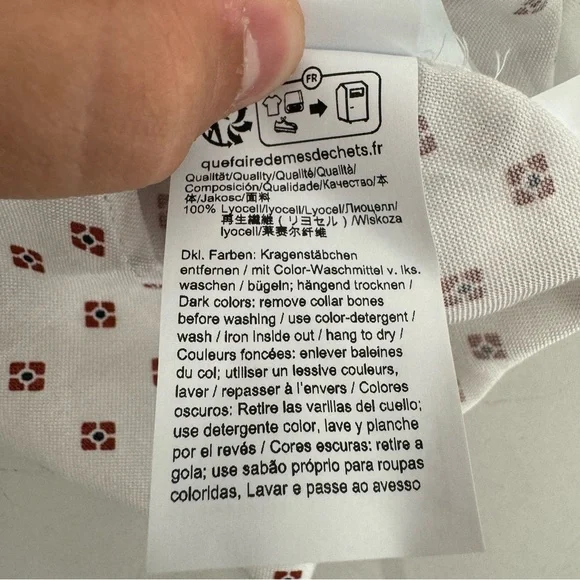 FR
quefairedemesdechets.fr
Qualität/Quality/Qualité/Qualità/
Composición/Qualidade/Качество/本
体/Jakosc/面料
100% Lyocell/lyocell/Lyocel/Лиоцелл/
再生繊維 ( リヨセル ) /Wiskoza
lyocell/莱赛尔纤维
Dkl. Farben: Kragenstäbchen
entfernen / mit Color-Waschmittel v. lks.
waschen / bügeln; hängend trocknen /
Dark colors: remove collar bones
before washing / use color-detergent /
wash / iron inside out / hang to dry /
Couleurs foncées: enlever baleines
du col; utiliser un lessive couleurs,
laver / repasser à l'envers / Colores
oscuros: Retire las varillas del cuello;
use detergente color, lave y planche
por el revés / Cores escuras: retire a
gola; use sabão próprio para roupas
coloridas, Lavar e passe ao avesso